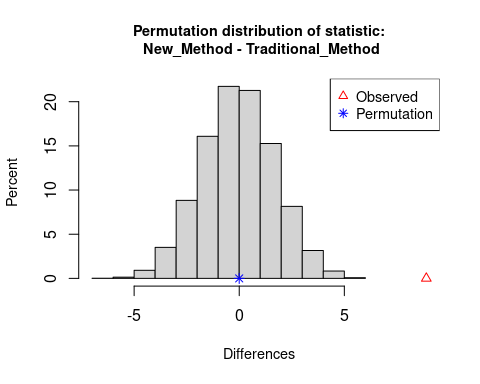 Permutation distribution of statistic:
New_Method - Traditional_Method
Observed
Permutation
Percent
20
15
10
5
0
-5 0 5
Differences